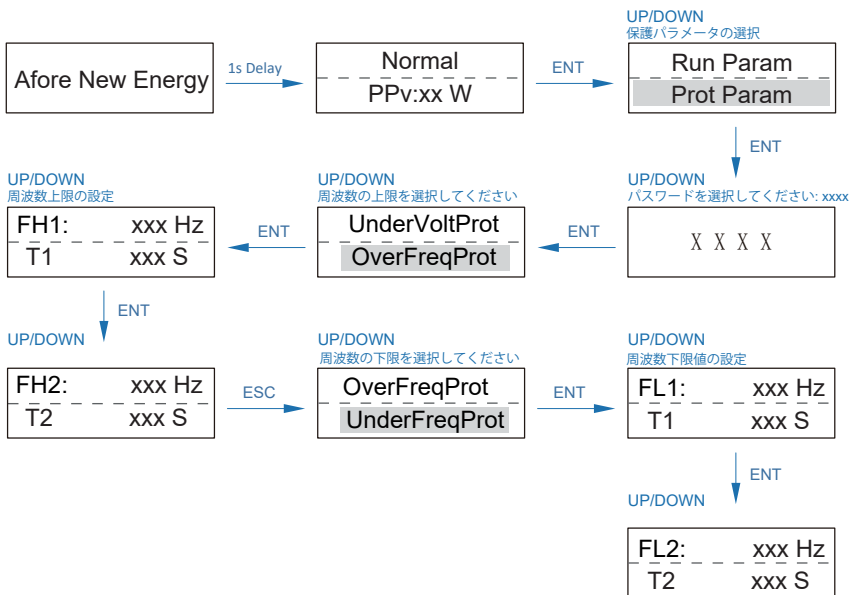 Afore New Energy
1s Delay
Normal
PPv:xx W
ENT
UP/DOWN
保護パラメータの選択
Run Param
Prot Param
ENT
UP/DOWN
パスワードを選択してください: xxxx
X X X X
ENT
UP/DOWN
周波数の上限を選択してください
UnderVoltProt
OverFreqProt
ENT
UP/DOWN
周波数上限の設定
FH1: xxx Hz
T1 xxx S
ENT
UP/DOWN
FH2: xxx Hz
T2 xxx S
ESC
UP/DOWN
周波数の下限を選択してください
OverFreqProt
UnderFreqProt
ENT
UP/DOWN
周波数下限値の設定
FL1: xxx Hz
T1 xxx S
ENT
UP/DOWN
FL2: xxx Hz
T2 xxx S